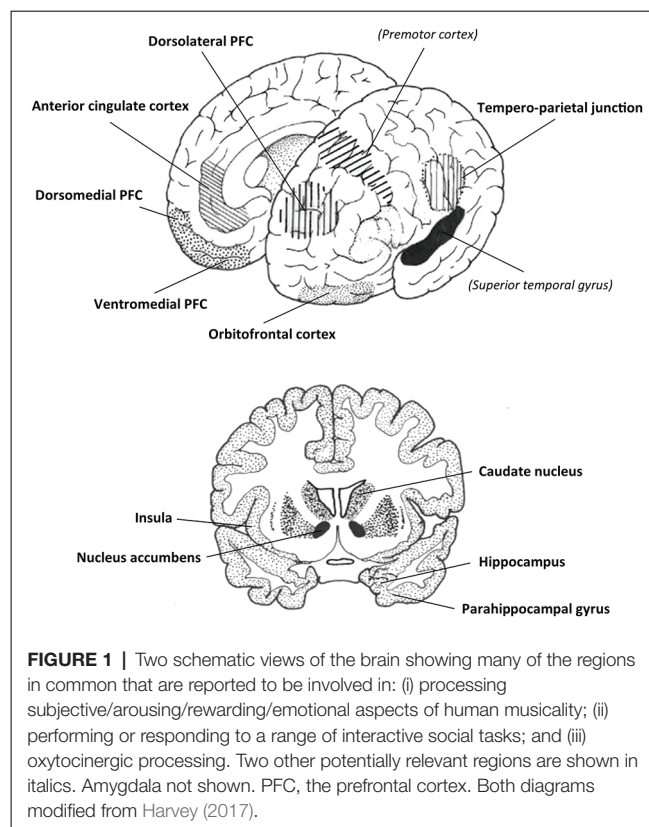 Dorsolateral PFC
(Premotor cortex)
Anterior cingulate cortex
Tempero-parietal junction
Dorsomedial PFC
Ventromedial PFC
(Superior temporal gyrus)
Orbitofrontal cortex
Caudate nucleus
Insula
Nucleus accumbens
Hippocampus
Parahippocampal gyrus
FIGURE 1 | Two schematic views of the brain showing many of the regions
in common that are reported to be involved in: (i) processing
subjective/arousing/rewarding/emotional aspects of human musicality; (ii)
performing or responding to a range of interactive social tasks; and (iii)
oxytocinergic processing. Two other potentially relevant regions are shown in
italics. Amygdala not shown. PFC, the prefrontal cortex. Both diagrams
modified from Harvey (2017).